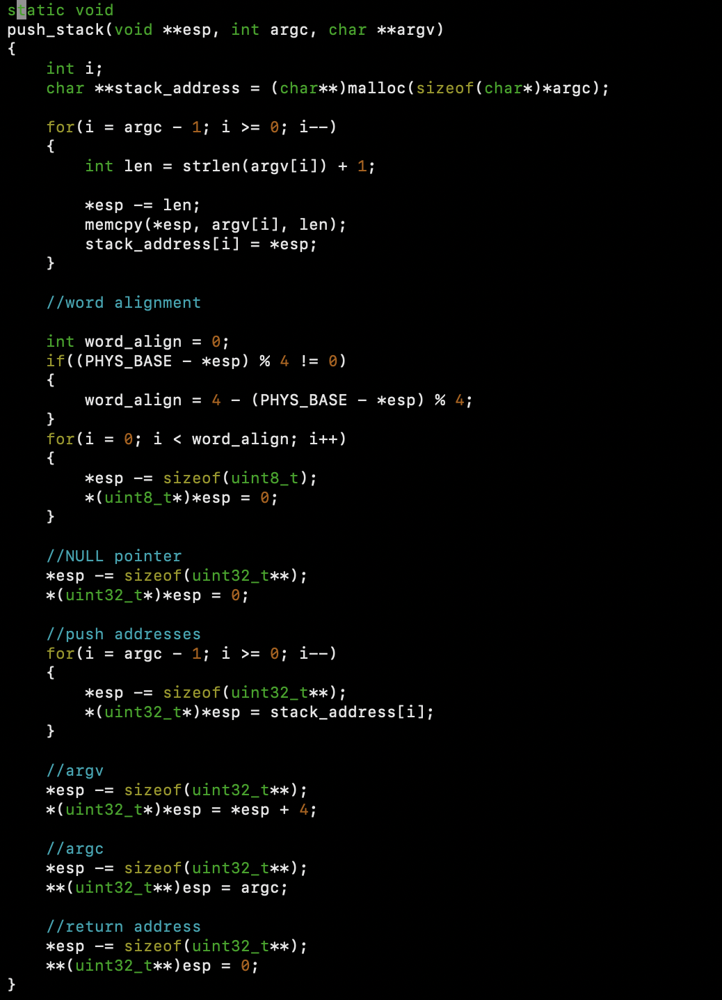 static void
push_stack(void **esp, int argc, char **argv)
{
    int i;
    char **stack_address = (char**)malloc(sizeof(char*)*argc);

    for(i = argc - 1; i >= 0; i--)
    {
        int len = strlen(argv[i]) + 1;

        *esp -= len;
        memcpy(*esp, argv[i], len);
        stack_address[i] = *esp;
    }

    //word alignment

    int word_align = 0;
    if((PHYS_BASE - *esp) % 4 != 0)
    {
        word_align = 4 - (PHYS_BASE - *esp) % 4;
    }
    for(i = 0; i < word_align; i++)
    {
        *esp -= sizeof(uint8_t);
        *(uint8_t*)*esp = 0;
    }

    //NULL pointer
    *esp -= sizeof(uint32_t**);
    *(uint32_t*)*esp = 0;

    //push addresses
    for(i = argc - 1; i >= 0; i--)
    {
        *esp -= sizeof(uint32_t**);
        *(uint32_t*)*esp = stack_address[i];
    }

    //argv
    *esp -= sizeof(uint32_t**);
    *(uint32_t*)*esp = *esp + 4;

    //argc
    *esp -= sizeof(uint32_t**);
    **(uint32_t**)esp = argc;

    //return address
    *esp -= sizeof(uint32_t**);
    **(uint32_t**)esp = 0;
}